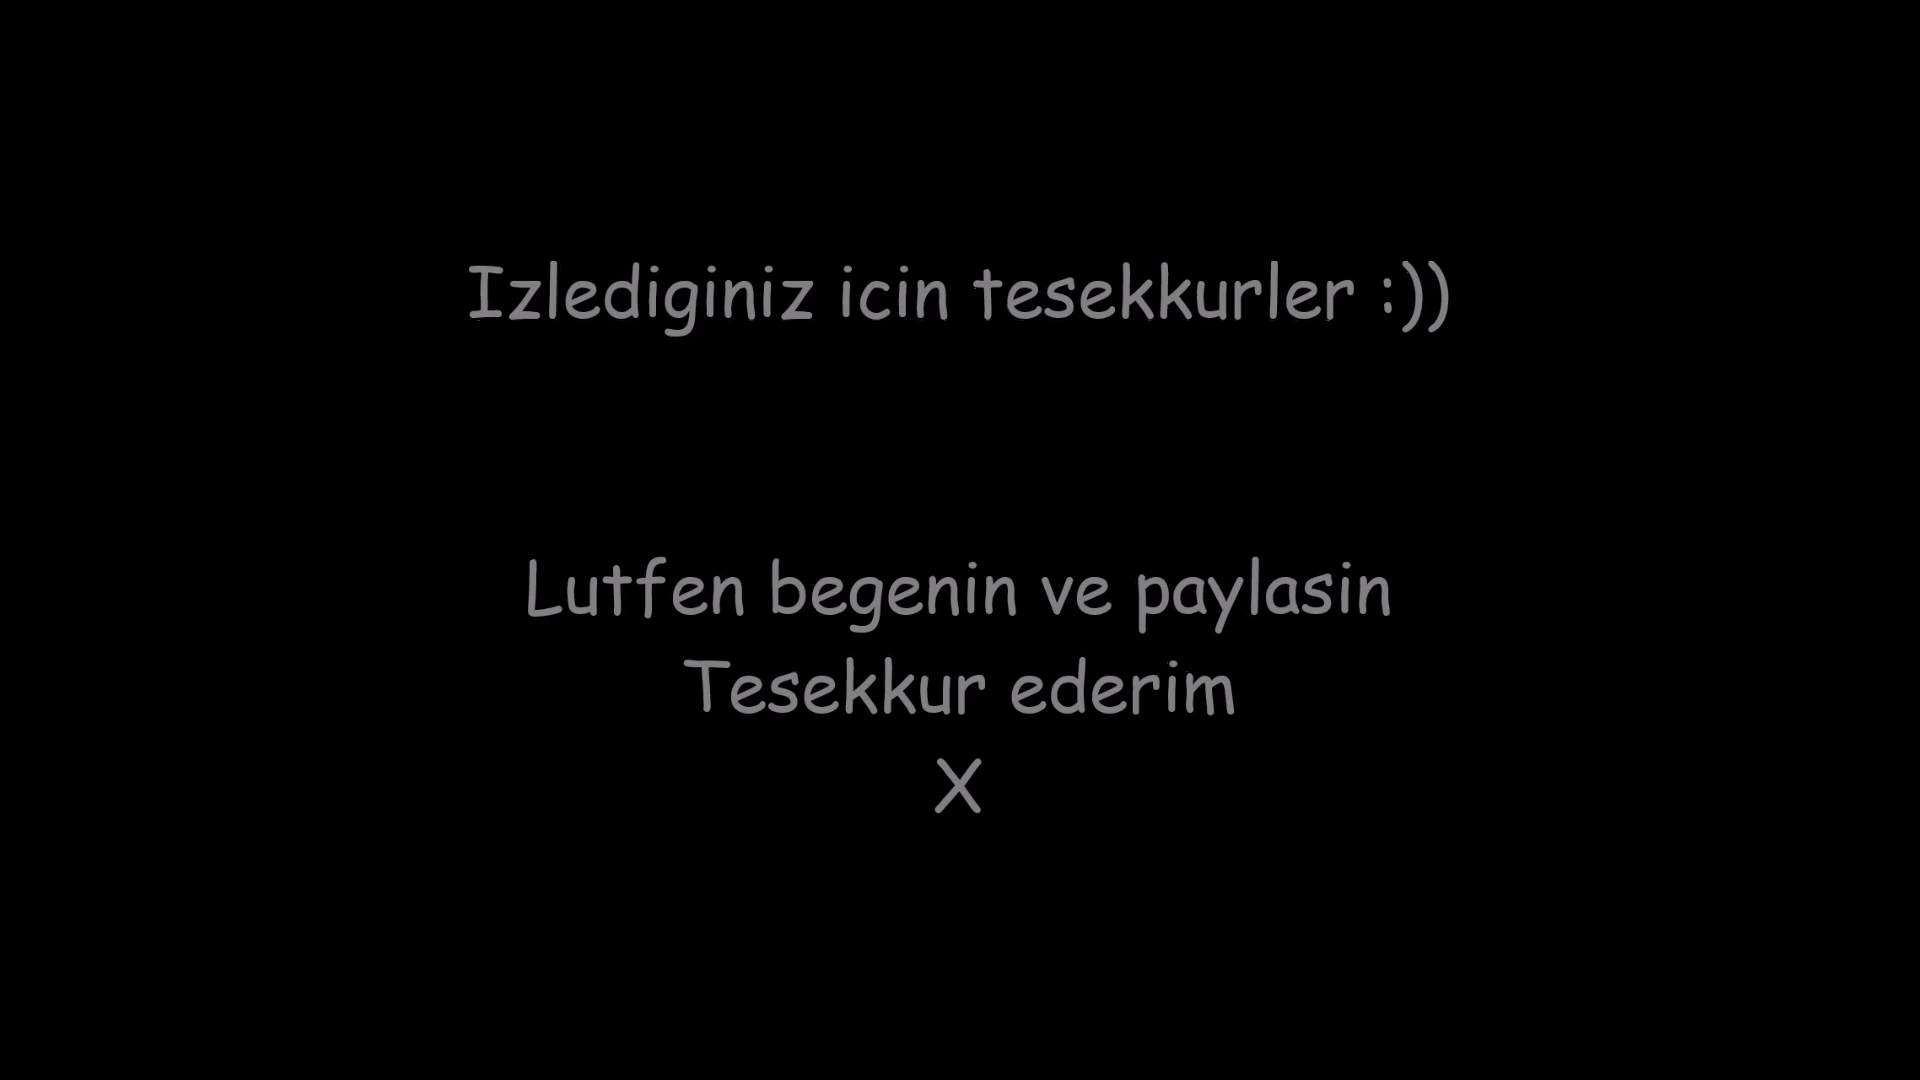 Izlediginiz icin tesekkurler :))
Lutfen begenin ve paylasin
Tesekkur ederim
X